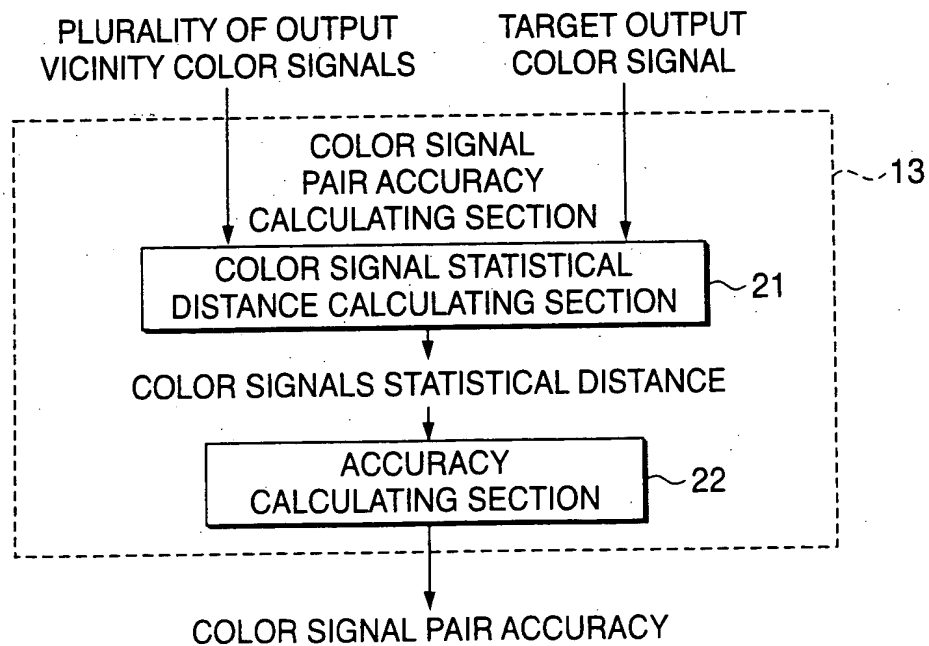 PLURALITY OF OUTPUT
VICINITY COLOR SIGNALS
TARGET OUTPUT
COLOR SIGNAL
COLOR SIGNAL
PAIR ACCURACY
CALCULATING SECTION
13
COLOR SIGNAL STATISTICAL
DISTANCE CALCULATING SECTION
21
COLOR SIGNALS STATISTICAL DISTANCE
ACCURACY
CALCULATING SECTION
22
COLOR SIGNAL PAIR ACCURACY